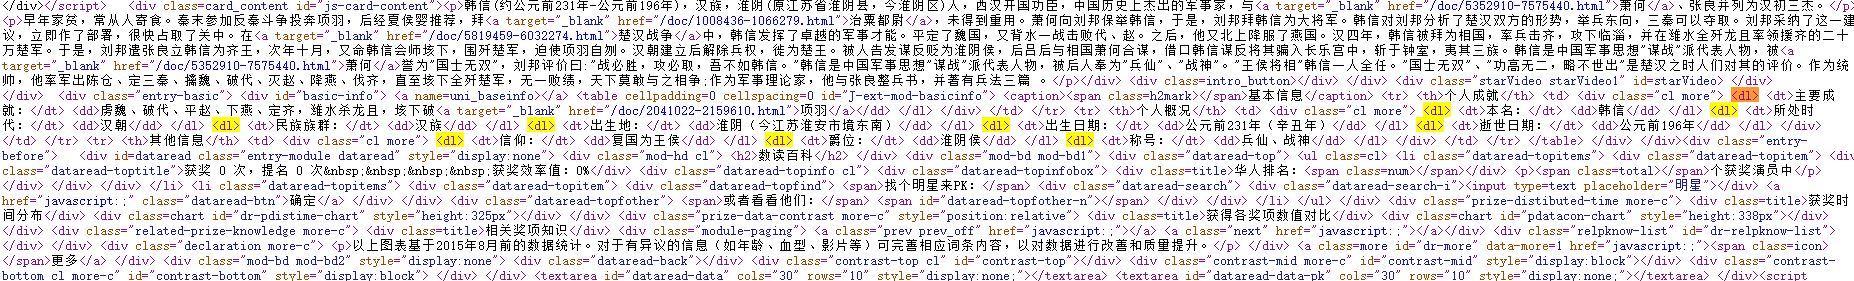 </div></script>   <div class="card_content" id="js-card-content"><p>韩信(约公元前231年-公元前196年)，汉族，淮阴(原江苏省淮阴县，今淮阴区)人，西汉开国功臣，中国历史上杰出的军事家，与<a target="_blank" href="/doc/5352910-7575440.html">萧何</a>、张良并列为汉初三杰。</p>
<p>早年家贫，常从人寄食。秦末参加反秦斗争投奔项羽，后经夏侯婴推荐，拜<a target="_blank" href="/doc/1008436-1066279.html">治粟都尉</a>，未得到重用。萧何向刘邦保举韩信，于是，刘邦拜韩信为大将军。韩信对刘邦分析了楚汉双方的形势，举兵东向，三秦可以夺取。刘邦采纳了这一建
议，立即作了部署，很快占取了关中。在<a target="_blank" href="/doc/5819459-6032274.html">楚汉战争</a>中，韩信发挥了卓越的军事才能。平定了魏国，又背水一战击败代、赵。之后，他又北上降服了燕国。汉四年，韩信被拜为相国，率兵击齐，攻下临淄，并在潍水全歼龙且率领援齐的二十
万楚军。于是，刘邦遣张良立韩信为齐王，次年十月，又命韩信会师垓下，围歼楚军，迫使项羽自刎。汉朝建立后解除兵权，徙为楚王。被人告发谋反贬为淮阴侯，后吕后与相国萧何合谋，借口韩信谋反将其骗入长乐宫中，斩于钟室，夷其三族。韩信是中国军事思想"谋战"派代表人物，被<a
target="_blank" href="/doc/5352910-7575440.html">萧何</a>誉为"国士无双"，刘邦评价曰："战必胜，攻必取，吾不如韩信。"韩信是中国军事思想"谋战"派代表人物，被后人奉为"兵仙"、"战神"。"王侯将相"韩信一人全任。"国士无双"、"功高无二，略不世出"是楚汉之时人们对其的评价。作为统
帅，他率军出陈仓、定三秦、擒魏、破代、灭赵、降燕、伐齐，直至垓下全歼楚军，无一败绩，天下莫敢与之相争;作为军事理论家，他与张良整兵书，并著有兵法三篇 。</p></div> <div class=intro_button></div></div> <div class="starVideo starVideo1" id=starVideo> </div>
</div>  <div class="entry-basic"> <div id="basic-info"> <a name=uni_baseinfo></a> <table cellpadding=0 cellspacing=0 id="J-ext-mod-basicinfo"> <caption><span class=h2mark></span>基本信息</caption> <tr> <th>个人成就</th> <td> <div class="cl more"> <dl> <dt>主要成
就：</dt> <dd>虏魏、破代、平赵、下燕、定齐，潍水杀龙且，垓下破<a target="_blank" href="/doc/2041022-2159610.html">项羽</a></dd> </dl> </div> </td> </tr> <tr> <th>个人概况</th> <td> <div class="cl more"> <dl> <dt>本名：</dt> <dd>韩信</dd> </dl> <dl> <dt>所处时
代：</dt> <dd>汉朝</dd> </dl> <dl> <dt>民族族群：</dt> <dd>汉族</dd> </dl> <dl> <dt>出生地：</dt> <dd>淮阴（今江苏淮安市境东南）</dd> </dl> <dl> <dt>出生日期：</dt> <dd>公元前231年（辛丑年）</dd> </dl> <dl> <dt>逝世日期：</dt> <dd>公元前196年</dd> </dl> </div>
</td> </tr> <tr> <th>其他信息</th> <td> <div class="cl more"> <dl> <dt>信仰：</dt> <dd>复国为王侯</dd> </dl> <dl> <dt>爵位：</dt> <dd>淮阴侯</dd> </dl> <dl> <dt>称号：</dt> <dd>兵仙、战神</dd> </dl> </div> </td> </tr> </table> </div> </div><div class="entry-
before">   <div id=dataread class="entry-module dataread" style="display:none"> <div class="mod-hd cl"> <h2>数读百科</h2> </div> <div class="mod-bd mod-bd1"> <div class="dataread-top"> <ul class=cl> <li class="dataread-topitems"> <div class="dataread-topitem"> <div
class="dataread-toptitle">获奖 0 次，提名 0 次&nbsp;&nbsp;&nbsp;&nbsp;获奖效率值：0%</div> <div class="dataread-topinfo cl"> <div class="dataread-topinfobox"> <div class=title>华人排名：<span class=num></span></div> <p><span class=total></span>个获奖演员中</p>
</div> </div> </div> </li> <li class="dataread-topitems"> <div class="dataread-topitem"> <div class="dataread-topfind"> <span>找个明星来PK：</span> <div class="dataread-search"> <div class="dataread-search-i"><input type=text placeholder="明星"></div> <a
href="javascript:;" class="dataread-btn">确定</a> </div> </div> <div class="dataread-topfother"> <span>或者看看他们：</span> <span id="dataread-topfother-n"></span> </div> </div> </li> </ul> </div> <div class="prize-distibuted-time more-c"> <div class=title>获奖时
间分布</div> <div class=chart id="dr-pdistime-chart" style="height:325px"></div> </div> <div class="prize-data-contrast more-c" style="position:relative"> <div class=title>获得各奖项数值对比</div> <div class=chart id="pdatacon-chart" style="height:338px"></div>
</div> <div class="related-prize-knowledge more-c"> <div class=title>相关奖项知识</div> <div class="module-paging"> <a class="prev prev_off" href="javascript:;"></a> <a class="next" href="javascript:;"></a> </div> <div class="relpknow-list" id="dr-relpknow-list">
</div> </div> <div class="declaration more-c"> <p>以上图表基于2015年8月前的数据统计。对于有异议的信息（如年龄、血型、影片等）可完善相应词条内容，以对数据进行改善和质量提升。</p> </div> <a class=more id="dr-more" data-more=1 href="javascript:;"><span class=icon>
</span>更多</a> </div> <div class="mod-bd mod-bd2" style="display:none"> <div class="dataread-back"></div> <div class="contrast-top cl" id="contrast-top"></div> <div class="contrast-mid more-c" id="contrast-mid" style="display:block"></div> <div class="contrast-
bottom cl more-c" id="contrast-bottom" style="display:block"> </div> </div> <textarea id="dataread-data" cols="30" rows="10" style="display:none;"></textarea> <textarea id="dataread-data-pk" cols="30" rows="10" style="display:none;"></textarea> </div><script